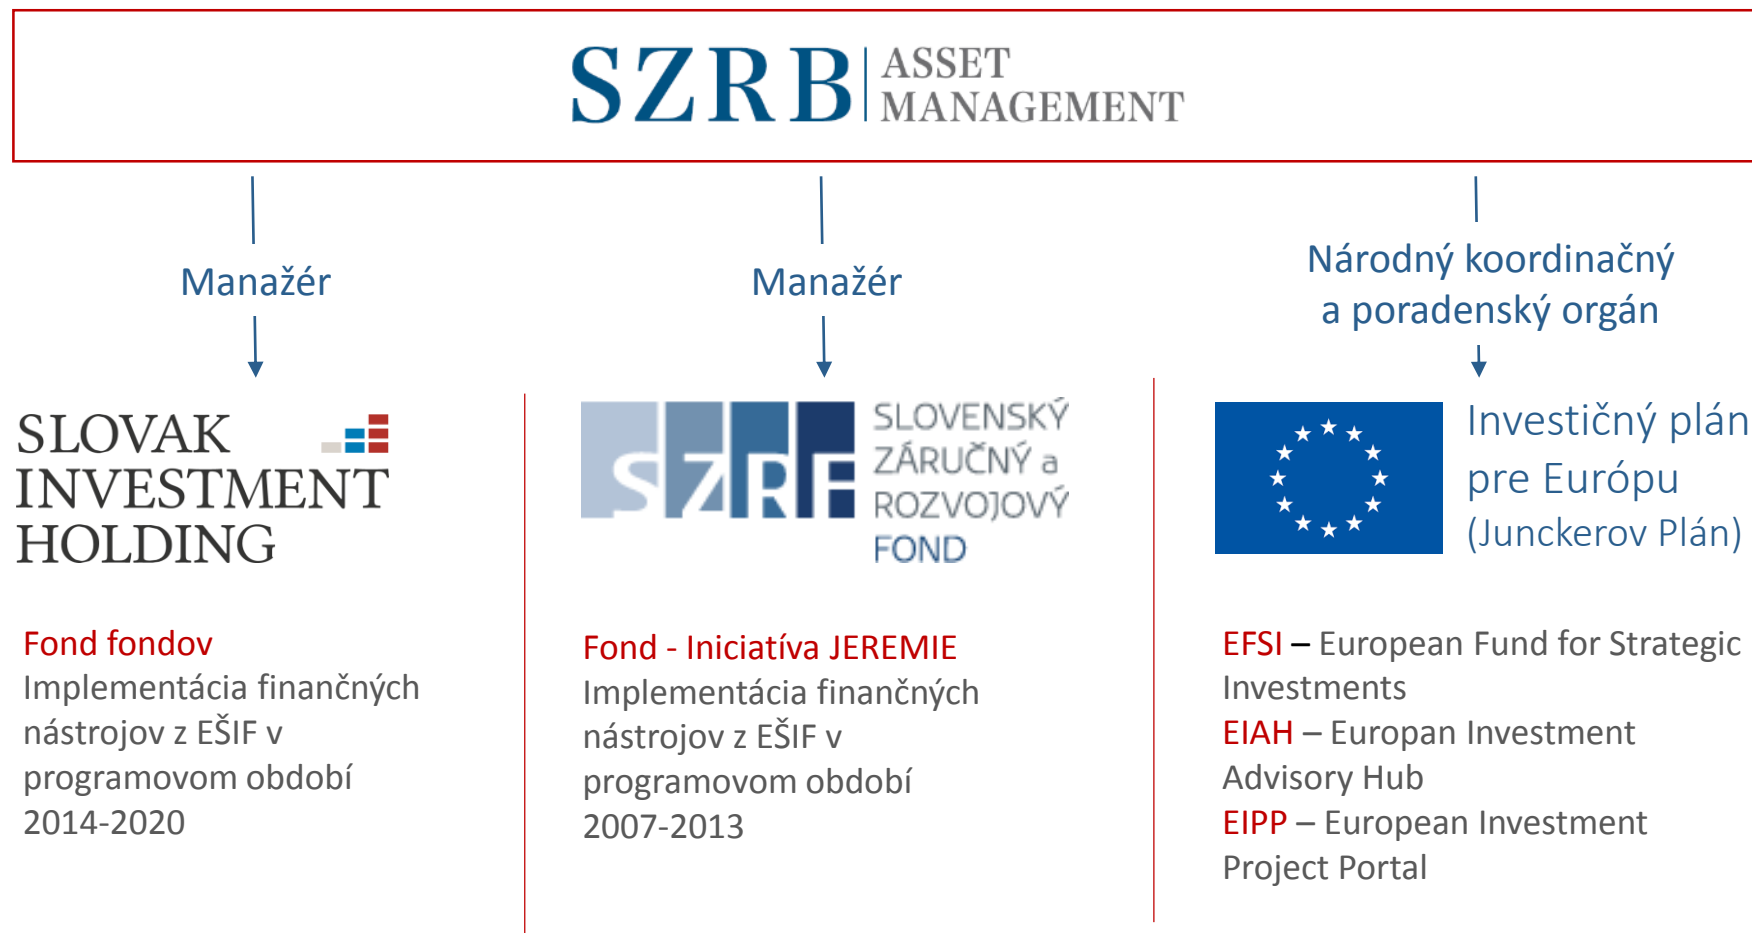 SZRB ASSET
MANAGEMENT
Manažér
Manažér
Národný koordinačný
a poradenský orgán
SLOVAK
INVESTMENT
HOLDING
SZRF
SLOVENSKÝ
ZÁRUČNÝ a
ROZVOJOVÝ
FOND
Investičný plán
pre Európu
(Junckerov Plán)
Fond fondov
Implementácia finančných
nástrojov z EŠIF v
programovom období
2014-2020
Fond - Iniciatíva JEREMIE
Implementácia finančných
nástrojov z EŠIF v
programovom období
2007-2013
EFSI – European Fund for Strategic
Investments
EIAH – Europan Investment
Advisory Hub
EIPP – European Investment
Project Portal